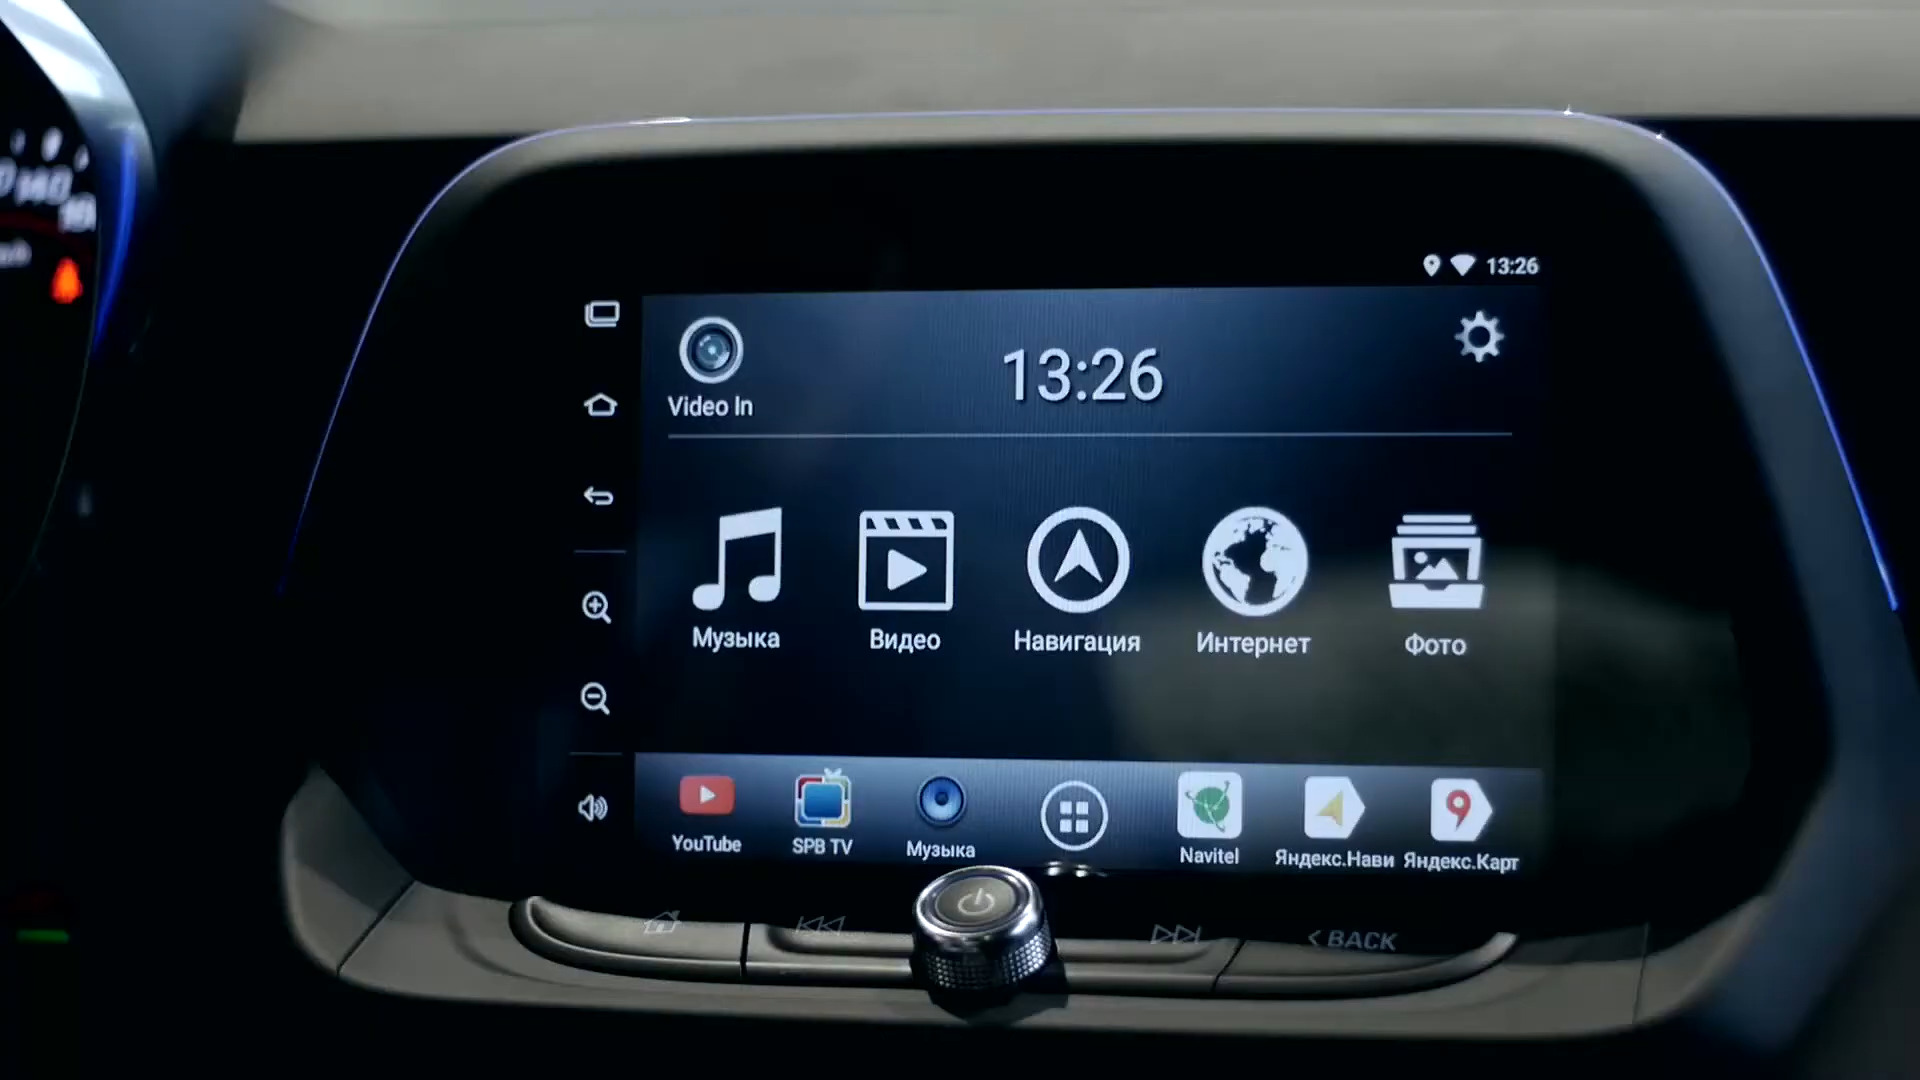 140
13:26
Video In
13:26
Музыка
Видео
Навигация
Интернет
Фото
YouTube
SPB TV
Музыка
Navitel
Яндекс.Нави
Яндекс.Карт
BACK